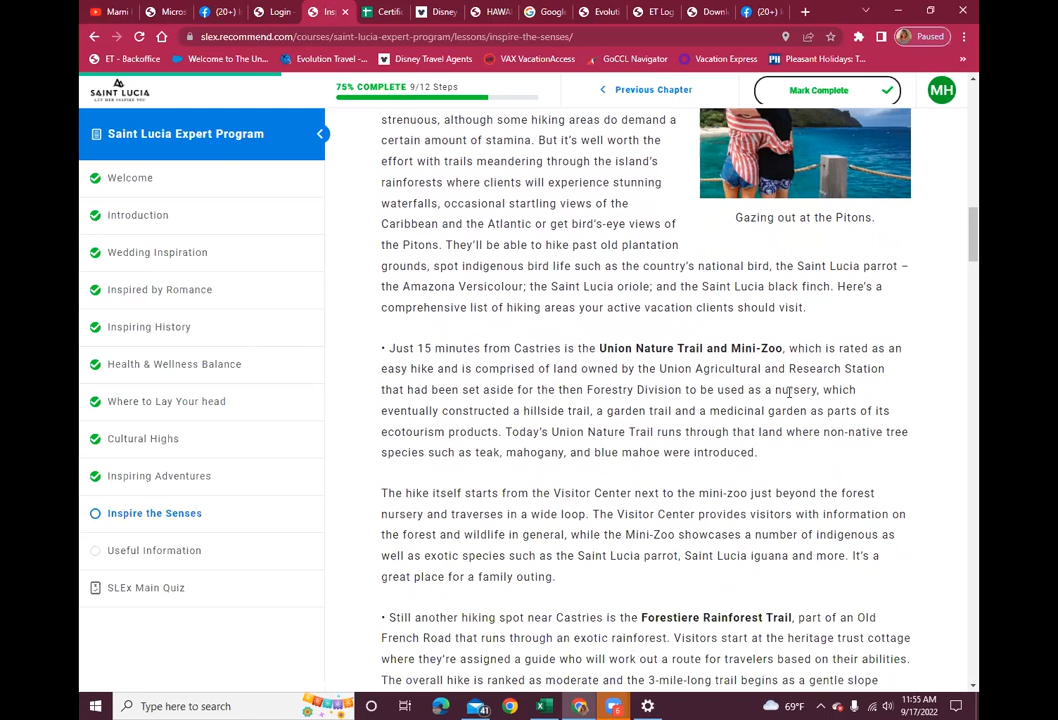 Marni
Micros
(20+)
Login -
Ins
Certific
Disney
HAWAI
Google
Evoluti
ET Log
Downl
(20+)
slex.recommend.com/courses/saint-lucia-expert-program/lessons/inspire-the-senses/
Paused
ET - Backoffice
Welcome to The Un...
Evolution Travel -...
Disney Travel Agents
VAX VacationAccess
GoCCL Navigator
Vacation Express
Pleasant Holidays: T...
SAINT LUCIA
LET HER INSPIRE YOU
75% COMPLETE 9/12 Steps
Previous Chapter
Mark Complete
MH
Saint Lucia Expert Program
Welcome
Introduction
Wedding Inspiration
Inspired by Romance
Inspiring History
Health & Wellness Balance
Where to Lay Your head
Cultural Highs
Inspiring Adventures
Inspire the Senses
Useful Information
SLEx Main Quiz
strenuous, although some hiking areas do demand a
certain amount of stamina. But it's well worth the
effort with trails meandering through the island's
rainforests where clients will experience stunning
waterfalls, occasional startling views of the
Caribbean and the Atlantic or get bird's-eye views of
the Pitons. They'll be able to hike past old plantation
grounds, spot indigenous bird life such as the country's national bird, the Saint Lucia parrot –
the Amazona Versicolour; the Saint Lucia oriole; and the Saint Lucia black finch. Here's a
comprehensive list of hiking areas your active vacation clients should visit.
Gazing out at the Pitons.
• Just 15 minutes from Castries is the Union Nature Trail and Mini-Zoo, which is rated as an
easy hike and is comprised of land owned by the Union Agricultural and Research Station
that had been set aside for the then Forestry Division to be used as a nursery, which
eventually constructed a hillside trail, a garden trail and a medicinal garden as parts of its
ecotourism products. Today's Union Nature Trail runs through that land where non-native tree
species such as teak, mahogany, and blue mahoe were introduced.
The hike itself starts from the Visitor Center next to the mini-zoo just beyond the forest
nursery and traverses in a wide loop. The Visitor Center provides visitors with information on
the forest and wildlife in general, while the Mini-Zoo showcases a number of indigenous as
well as exotic species such as the Saint Lucia parrot, Saint Lucia iguana and more. It's a
great place for a family outing.
• Still another hiking spot near Castries is the Forestiere Rainforest Trail, part of an Old
French Road that runs through an exotic rainforest. Visitors start at the heritage trust cottage
where they're assigned a guide who will work out a route for travelers based on their abilities.
The overall hike is ranked as moderate and the 3-mile-long trail begins as a gentle slope
Type here to search
41
6
69°F
11:55 AM
9/17/2022